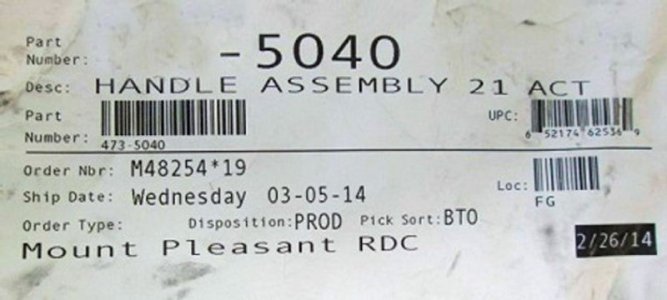 Part
Number: -5040
Desc: HANDLE ASSEMBLY 21 ACT
Part
Number: 473-5040
UPC: 6 52174 62536 9
Order Nbr: M48254*19
Ship Date: Wednesday 03-05-14
Loc: FG
Order Type: Disposition:PROD Pick Sort:BTO
Mount Pleasant RDC
2/26/14